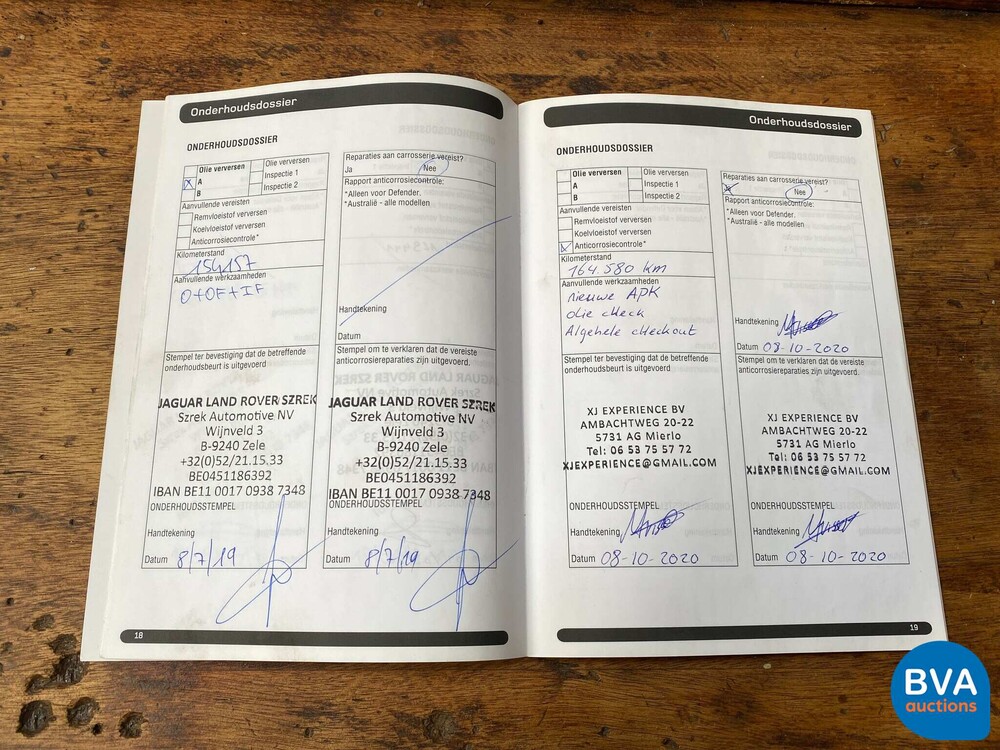 Onderhoudsdossier
ONDERHOUDSDOSSIER
Olie verversen
A
B
Olie verversen
Inspectie 1
Inspectie 2
Aanvullende vereisten
Remvloeistof verversen
Koelvloeistof verversen
Anticorrosiecontrole*
Kilometerstand
154157
Aanvullende werkzaamheden
O+OF+IF
Stempel ter bevestiging dat de betreffende
onderhoudsbeurt is uitgevoerd
JAGUAR LAND ROVER SZREK
Szrek Automotive NV
Wijnveld 3
B-9240 Zele
+32(0)52/21.15.33
BE0451186392
IBAN BE11 0017 0938 7348
ONDERHOUDSSTEMPEL
Handtekening
Datum 8/7/19
Reparaties aan carrosserie vereist?
Ja Nee
Rapport anticorrosiecontrole:
*Alleen voor Defender.
*Australië - alle modellen
Handtekening
Datum
Stempel om te verklaren dat de vereiste
anticorrosiereparaties zijn uitgevoerd.
JAGUAR LAND ROVER SZREK
Szrek Automotive NV
Wijnveld 3
B-9240 Zele
+32(0)52/21.15.33
BE0451186392
IBAN BE11 0017 0938 7348
ONDERHOUDSSTEMPEL
Handtekening
Datum 8/7/19
18
Onderhoudsdossier
ONDERHOUDSDOSSIER
Olie verversen
A
B
Olie verversen
Inspectie 1
Inspectie 2
Aanvullende vereisten
Remvloeistof verversen
Koelvloeistof verversen
Anticorrosiecontrole*
Kilometerstand
164.580 km
Aanvullende werkzaamheden
nieuwe APK
olie check
Algehele checkout
Stempel ter bevestiging dat de betreffende
onderhoudsbeurt is uitgevoerd
XJ EXPERIENCE BV
AMBACHTWEG 20-22
5731 AG Mierlo
Tel: 06 53 75 57 72
XJEXPERIENCE@GMAIL.COM
ONDERHOUDSSTEMPEL
Handtekening
Datum 08-10-2020
Reparaties aan carrosserie vereist?
Ja Nee
Rapport anticorrosiecontrole:
*Alleen voor Defender.
*Australië - alle modellen
Handtekening
Datum 08-10-2020
Stempel om te verklaren dat de vereiste
anticorrosiereparaties zijn uitgevoerd.
XJ EXPERIENCE BV
AMBACHTWEG 20-22
5731 AG Mierlo
Tel: 06 53 75 57 72
XJEXPERIENCE@GMAIL.COM
ONDERHOUDSSTEMPEL
Handtekening
Datum 08-10-2020
19
BVA
auctions